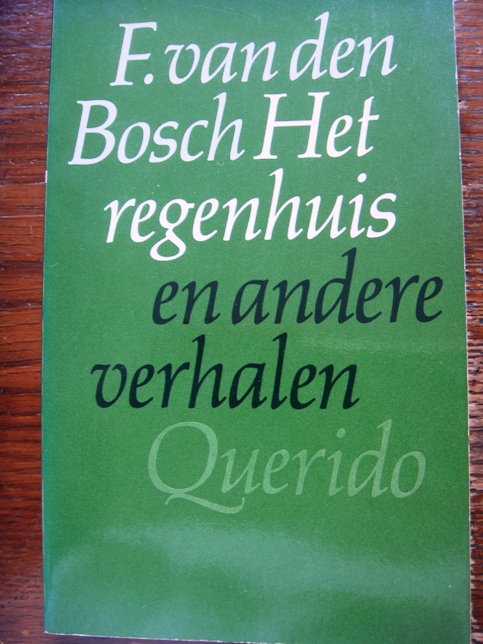 F. van den
Bosch Het
regenhuis
en andere
verhalen
Querido